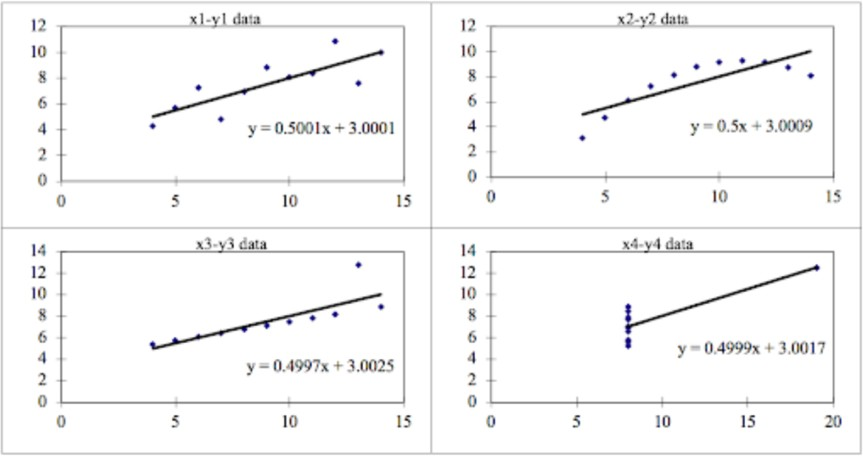 x1-y1 data
12
10
8
6
4
2
0
0 5 10 15
y = 0.5001x + 3.0001
x2-y2 data
12
10
8
6
4
2
0
0 5 10 15
y = 0.5x + 3.0009
x3-y3 data
14
12
10
8
6
4
2
0
0 5 10 15
y = 0.4997x + 3.0025
x4-y4 data
14
12
10
8
6
4
2
0
0 5 10 15 20
y = 0.4999x + 3.0017